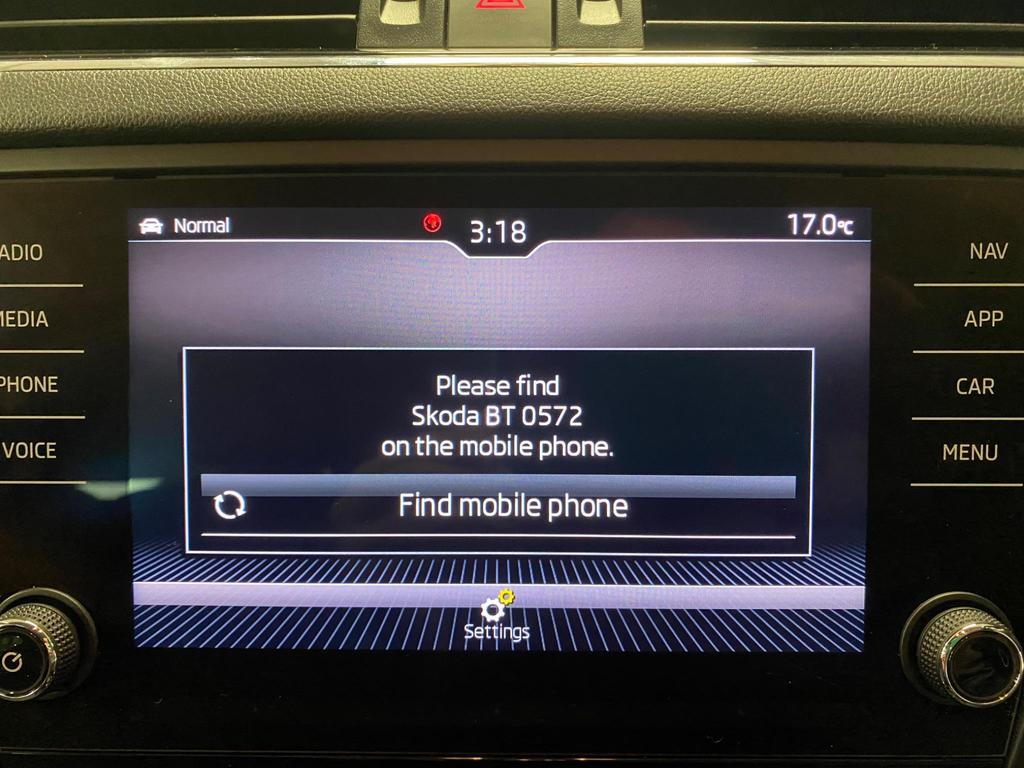 Normal
3:18
17.0°C
ADIO
MEDIA
PHONE
VOICE
NAV
APP
CAR
MENU
Please find
Skoda BT 0572
on the mobile phone.
Find mobile phone
Settings